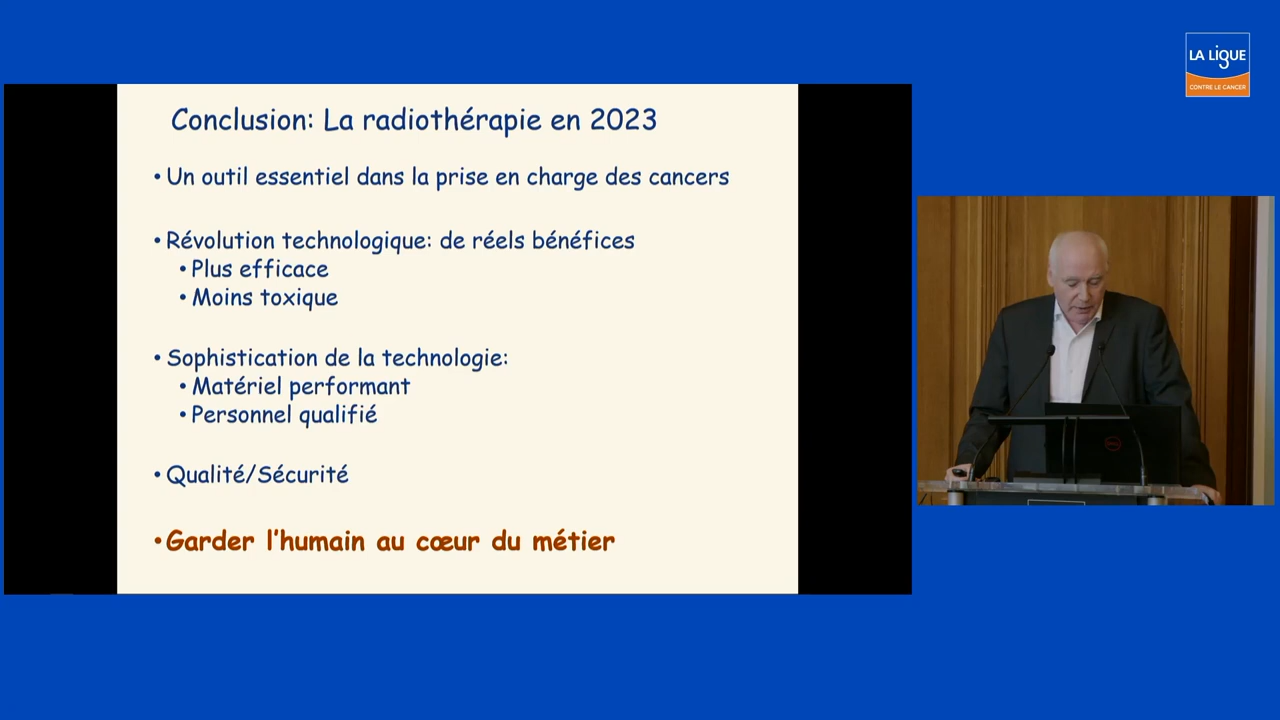 LA LIGUE
CONTRE LE CANCER
Conclusion: La radiothérapie en 2023
• Un outil essentiel dans la prise en charge des cancers
• Révolution technologique: de réels bénéfices
• Plus efficace
• Moins toxique
• Sophistication de la technologie:
• Matériel performant
• Personnel qualifié
• Qualité/Sécurité
• Garder l'humain au cœur du métier